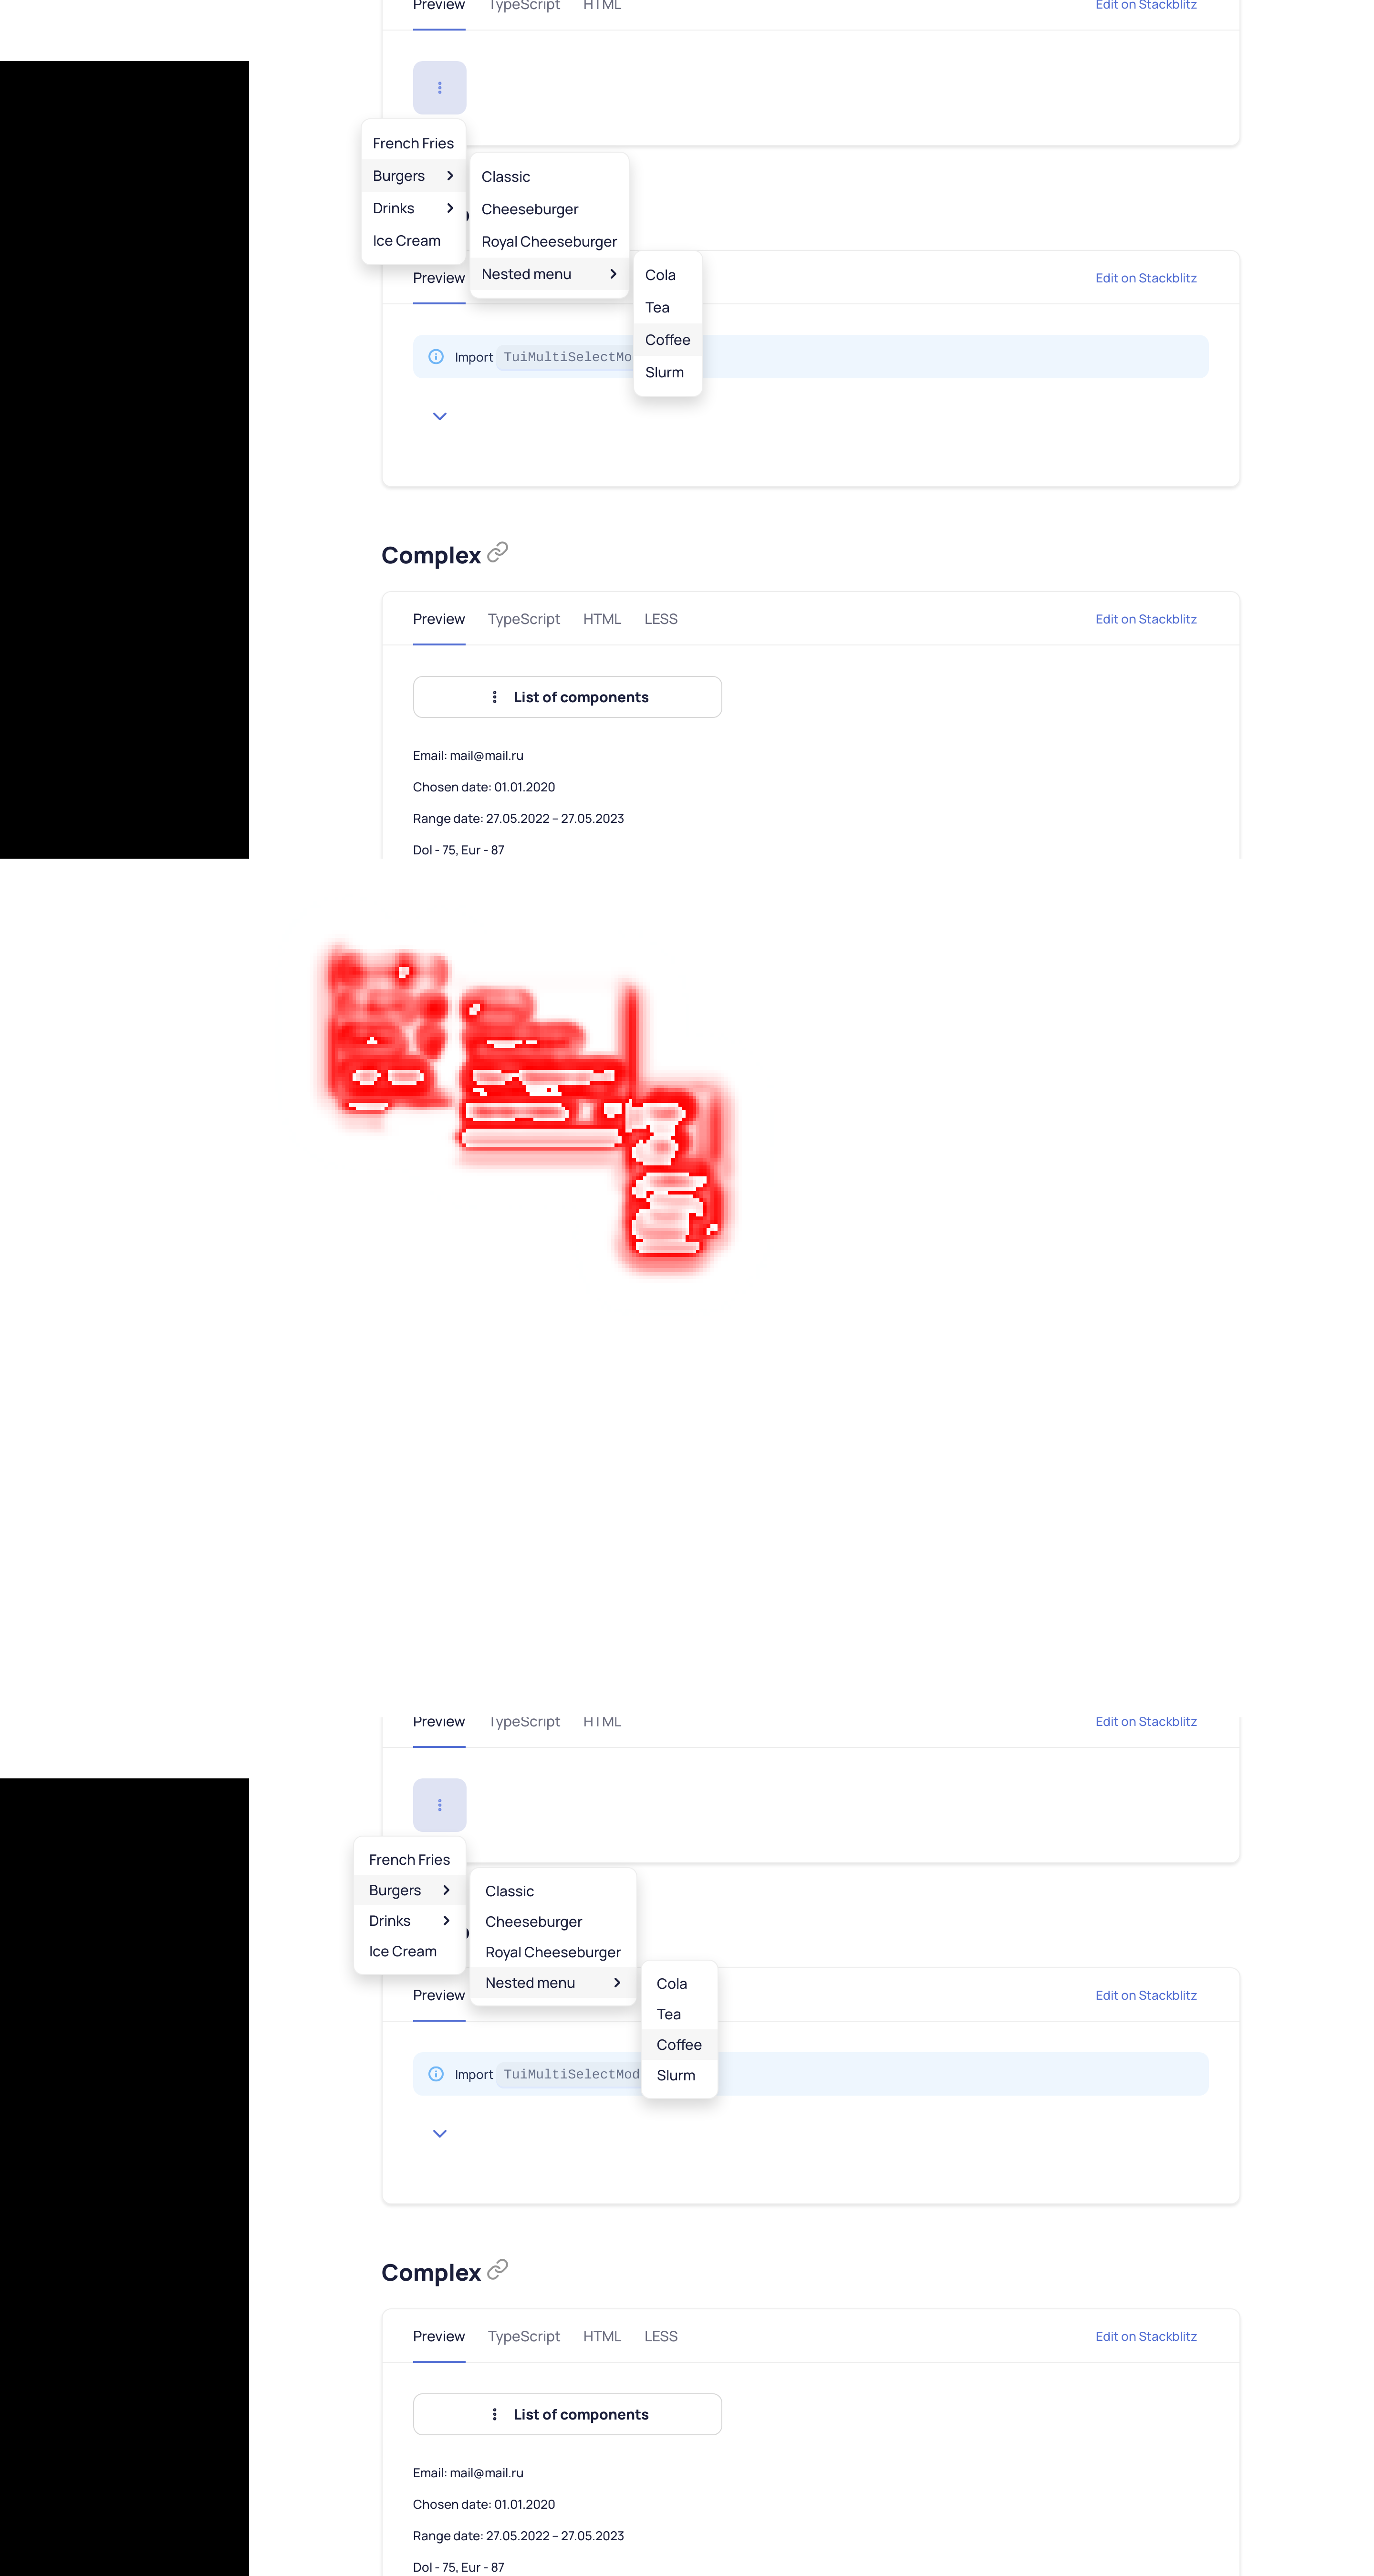 Preview TypeScript HTML Edit on Stackblitz
French Fries
Burgers
Drinks
Ice Cream
Classic
Cheeseburger
Royal Cheeseburger
Nested menu
Cola
Tea
Coffee
Slurm
Preview Edit on Stackblitz
Import TuiMultiSelectMo
Complex
Preview TypeScript HTML LESS Edit on Stackblitz
List of components
Email: mail@mail.ru
Chosen date: 01.01.2020
Range date: 27.05.2022 – 27.05.2023
Dol - 75, Eur - 87
Preview TypeScript HTML Edit on Stackblitz
French Fries
Burgers
Drinks
Ice Cream
Classic
Cheeseburger
Royal Cheeseburger
Nested menu
Cola
Tea
Coffee
Slurm
Preview Edit on Stackblitz
Import TuiMultiSelectMod
Complex
Preview TypeScript HTML LESS Edit on Stackblitz
List of components
Email: mail@mail.ru
Chosen date: 01.01.2020
Range date: 27.05.2022 – 27.05.2023
Dol - 75, Eur - 87